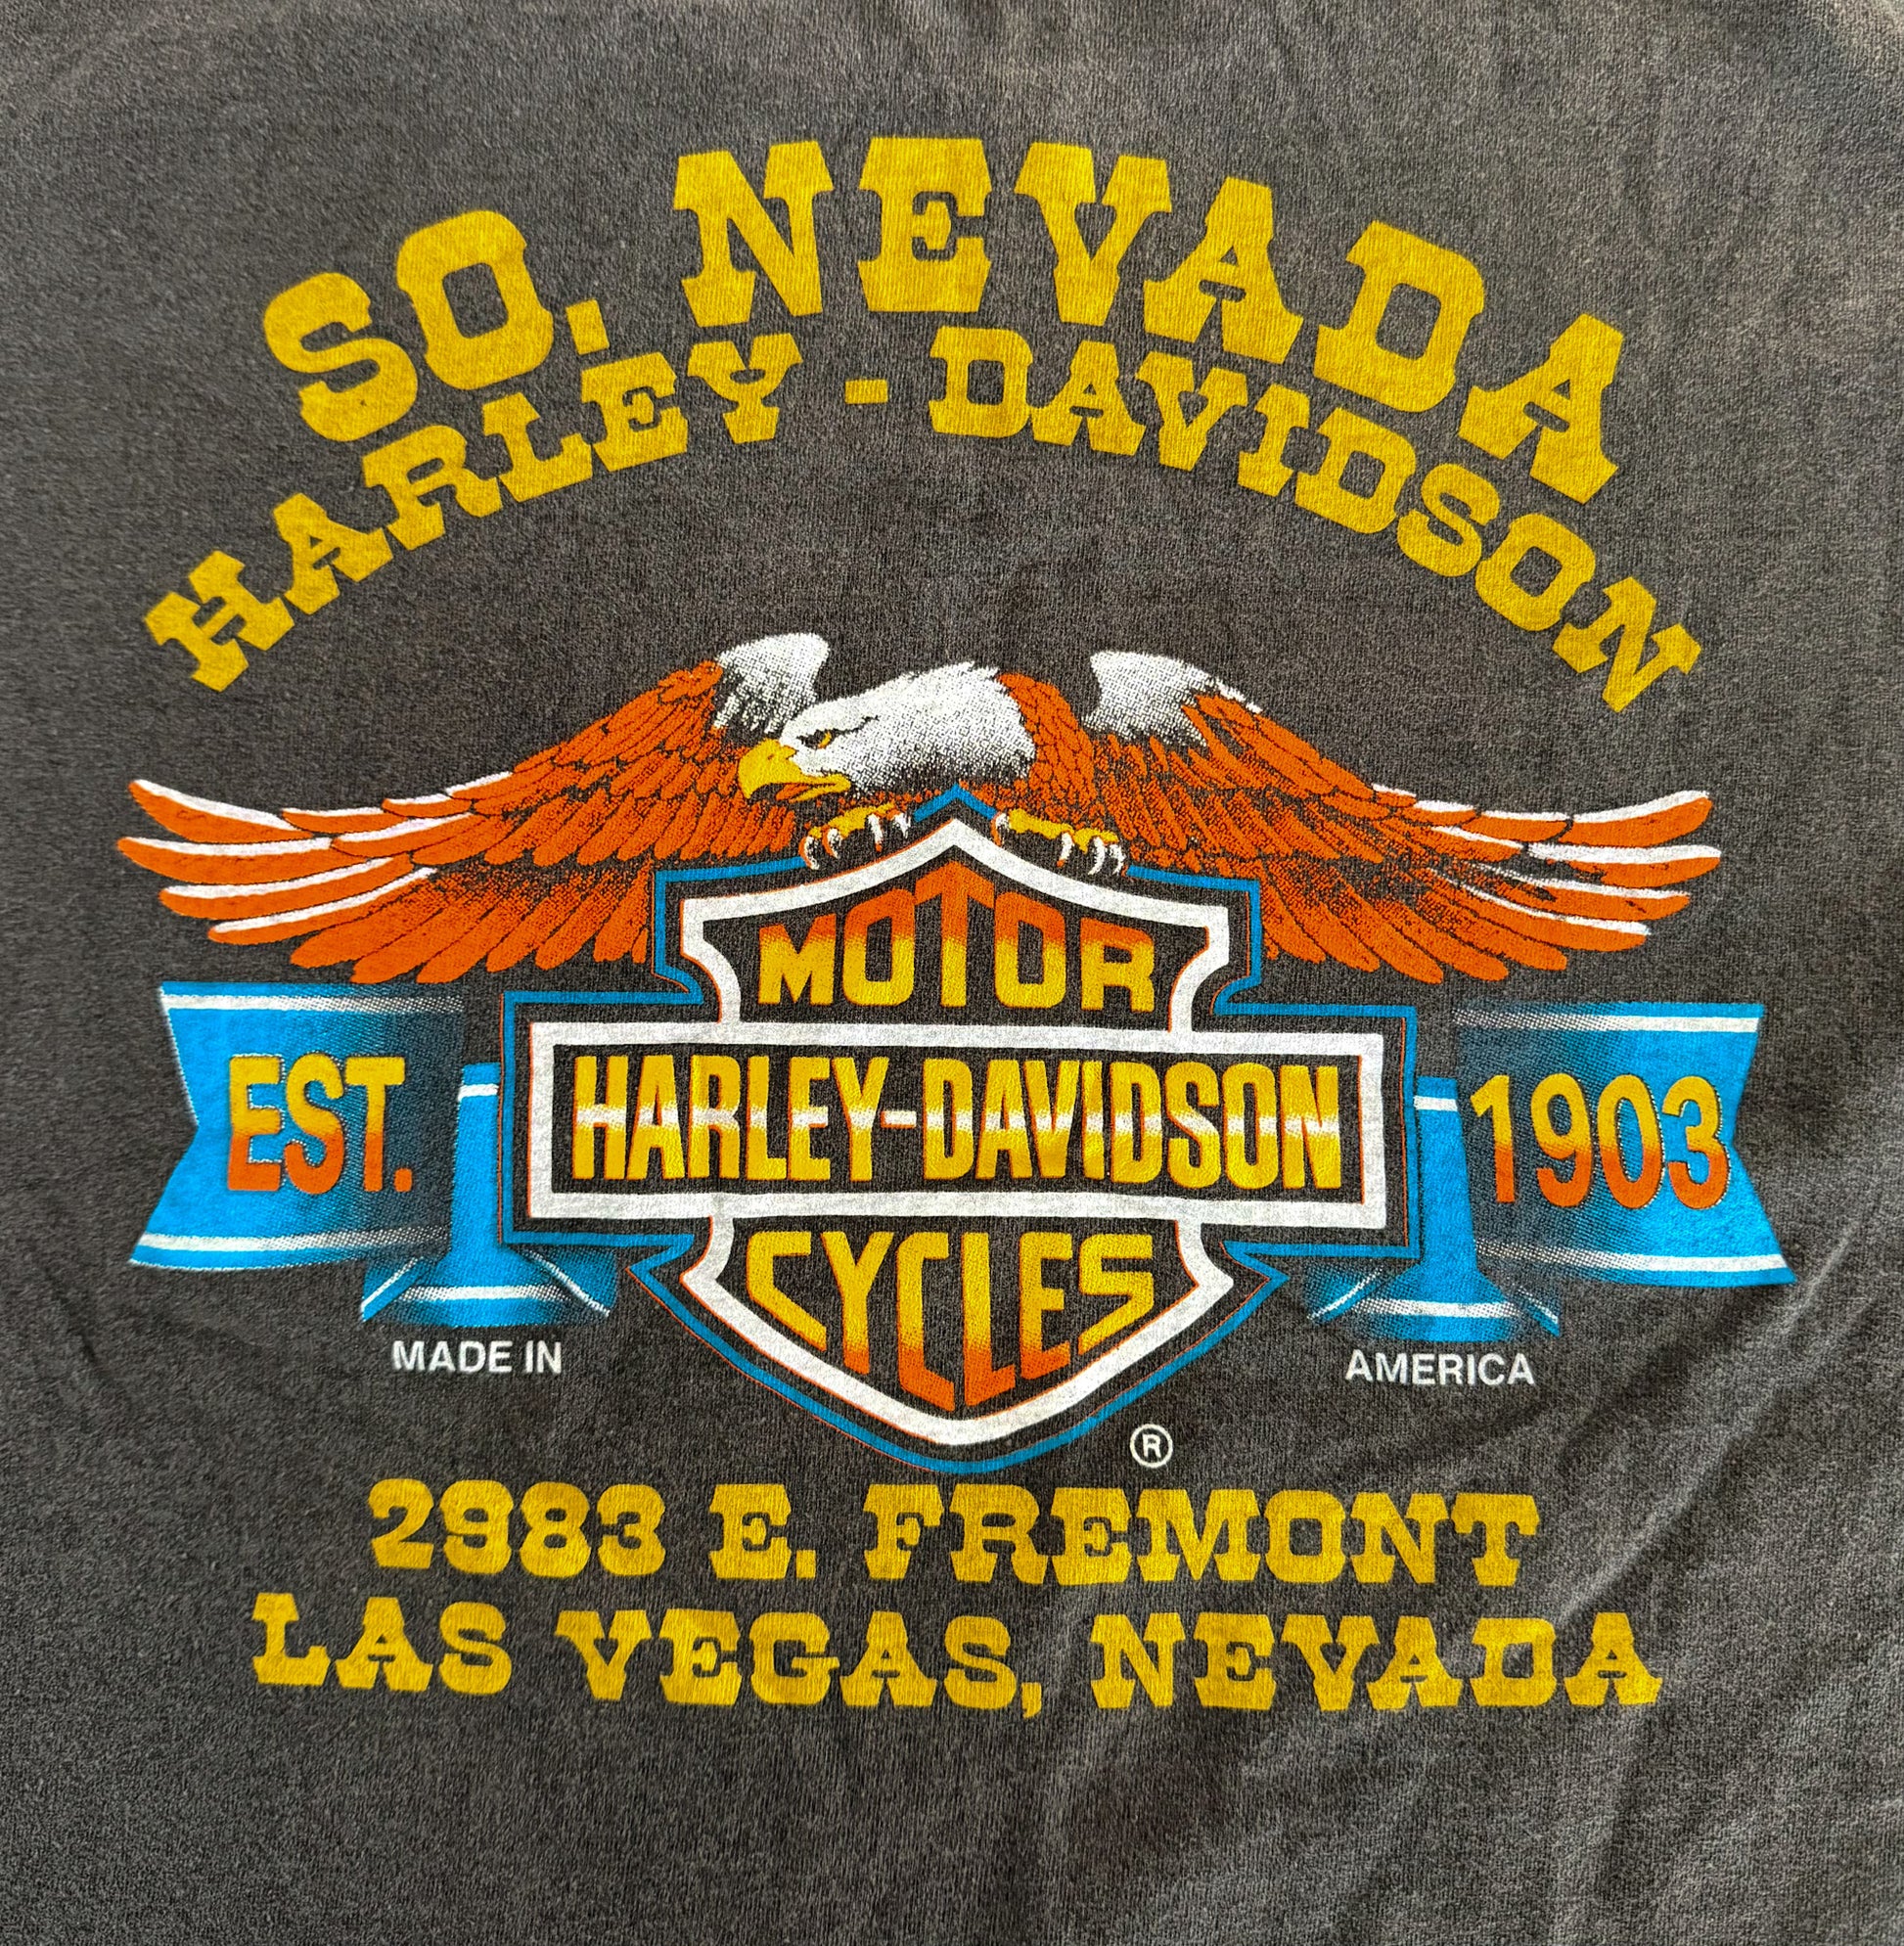 SO. NEVADA
HARLEY-DAVIDSON
MOTOR
EST. HARLEY-DAVIDSON 1903
CYCLES
MADE IN AMERICA
®
2983 E. FREMONT
LAS VEGAS, NEVADA